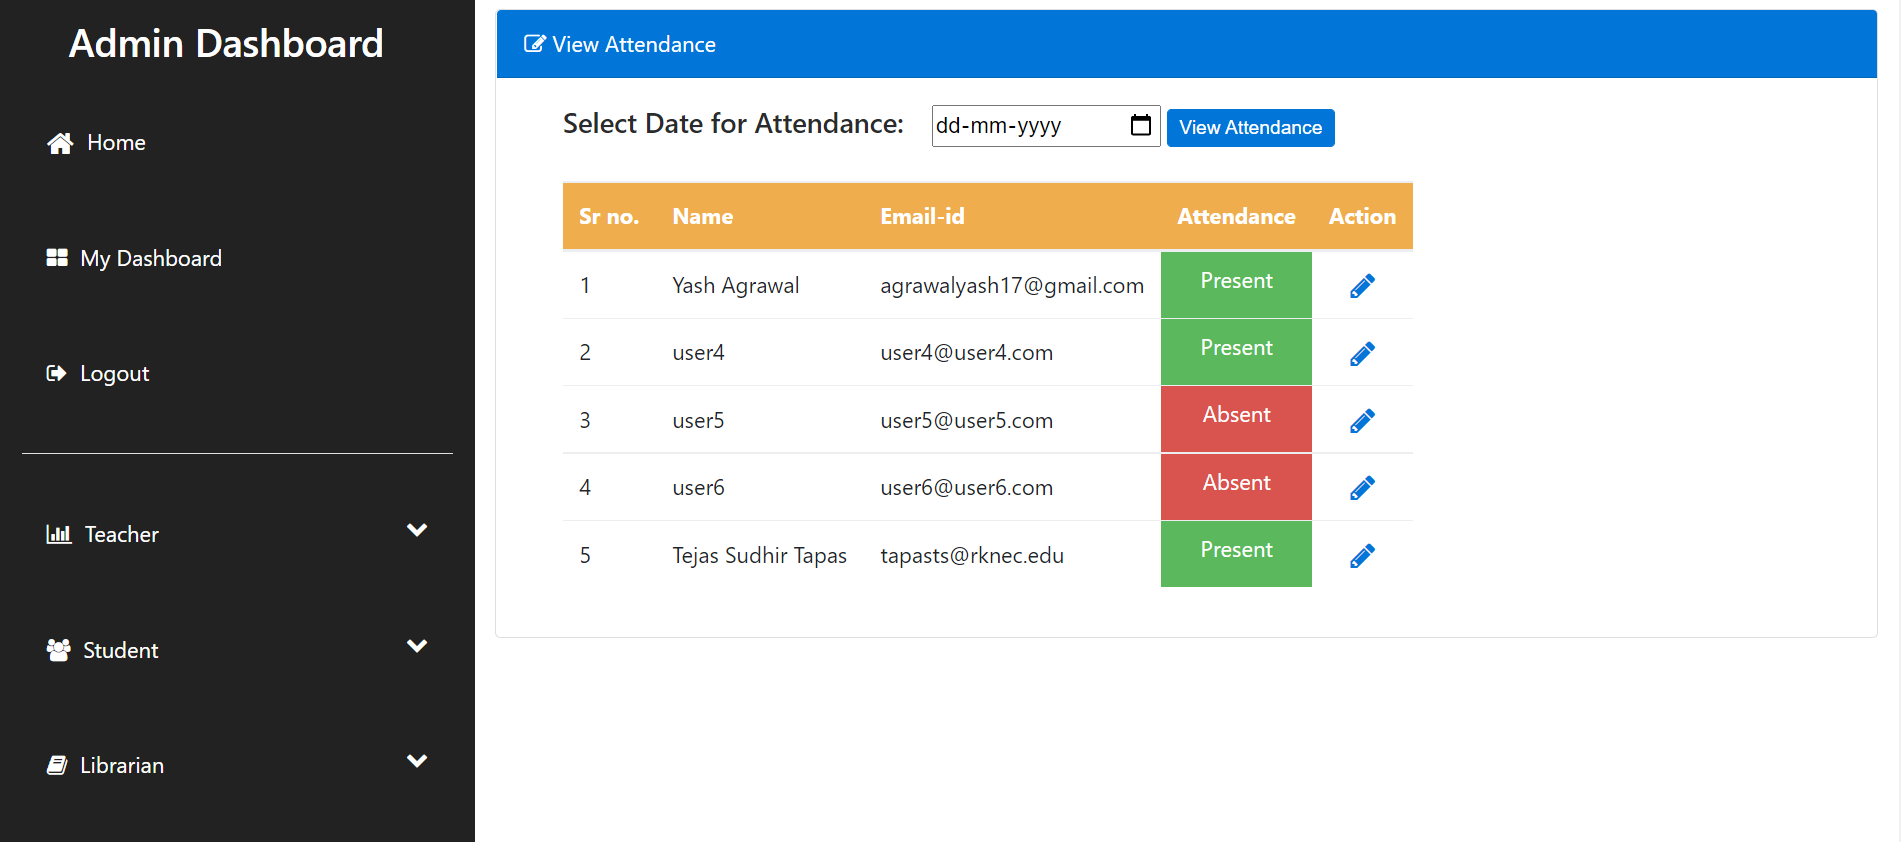 Admin Dashboard
Home
My Dashboard
Logout
Teacher
Student
Librarian
View Attendance
Select Date for Attendance: dd-mm-yyyy View Attendance
Sr no. Name Email-id Attendance Action
1 Yash Agrawal agrawalyash17@gmail.com Present
2 user4 user4@user4.com Present
3 user5 user5@user5.com Absent
4 user6 user6@user6.com Absent
5 Tejas Sudhir Tapas tapasts@rknec.edu Present